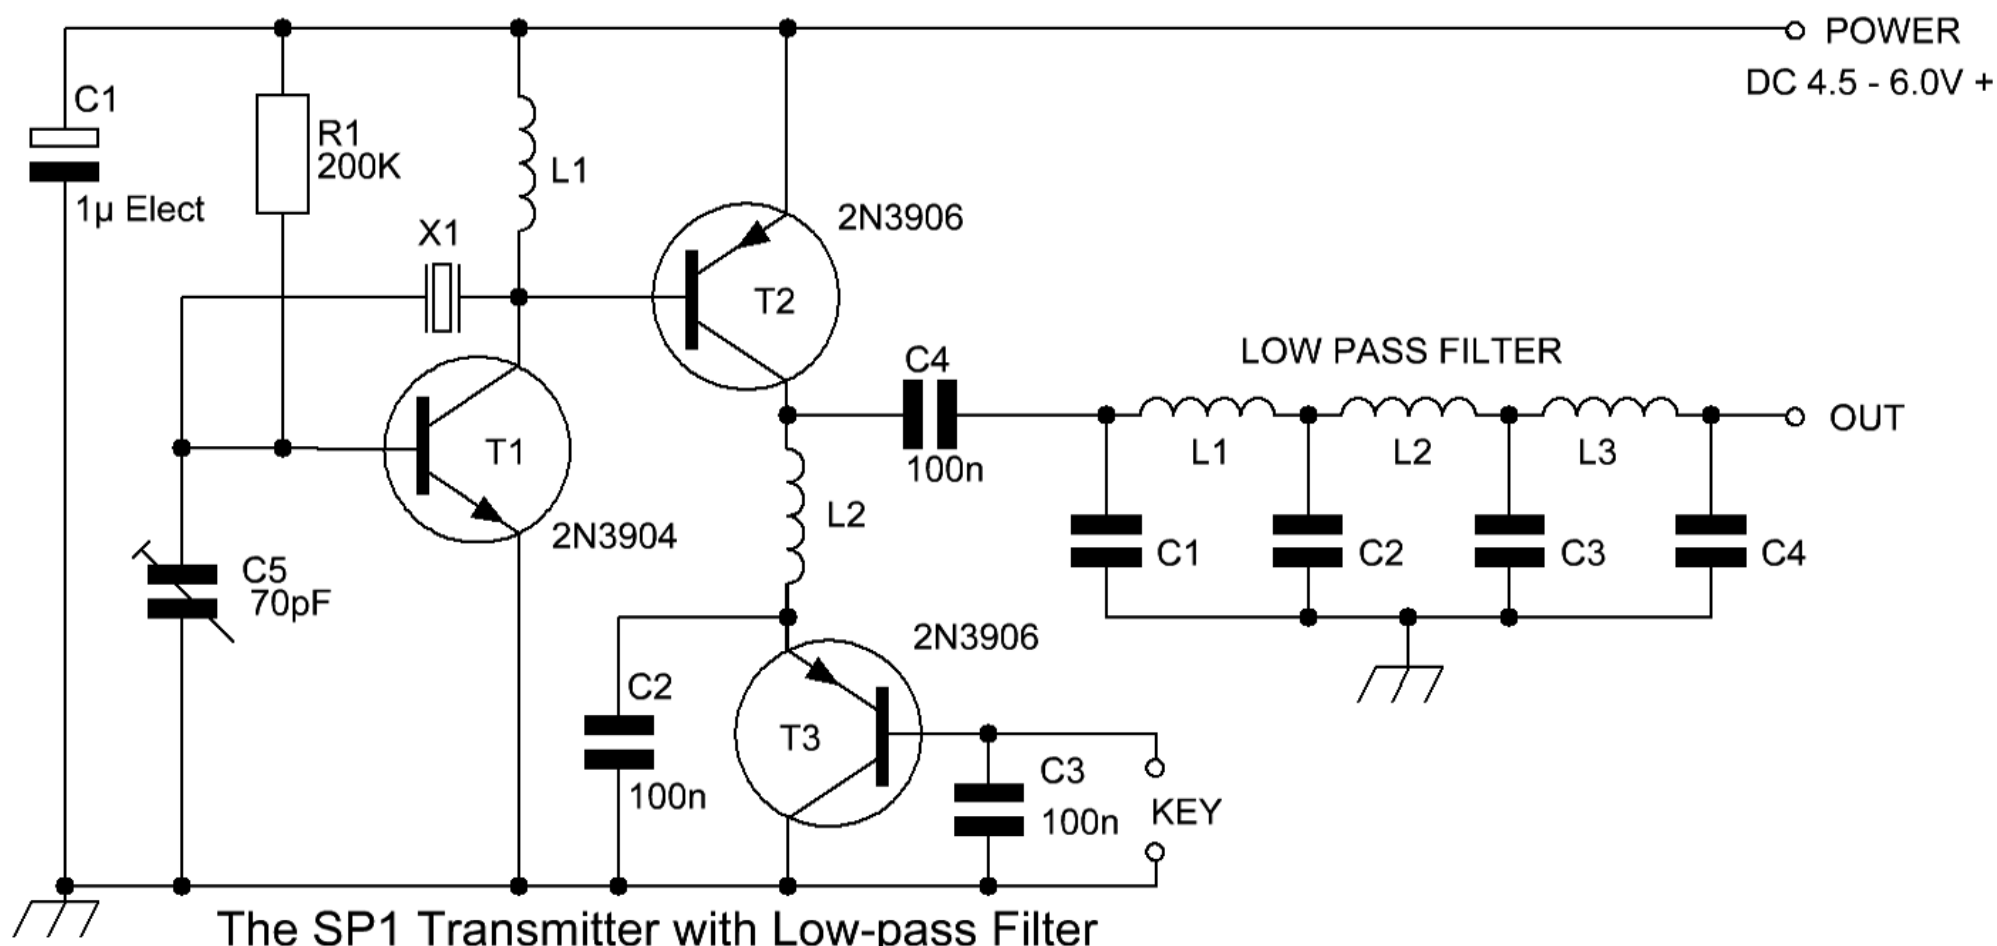 POWER
DC 4.5 - 6.0V +
C1
1µ Elect
R1
200K
L1
X1
2N3906
T2
T1
2N3904
C5
70pF
C4
100n
LOW PASS FILTER
OUT
L1
L2
L3
C1
C2
C3
C4
L2
2N3906
C2
100n
T3
C3
100n
KEY
The SP1 Transmitter with Low-pass Filter